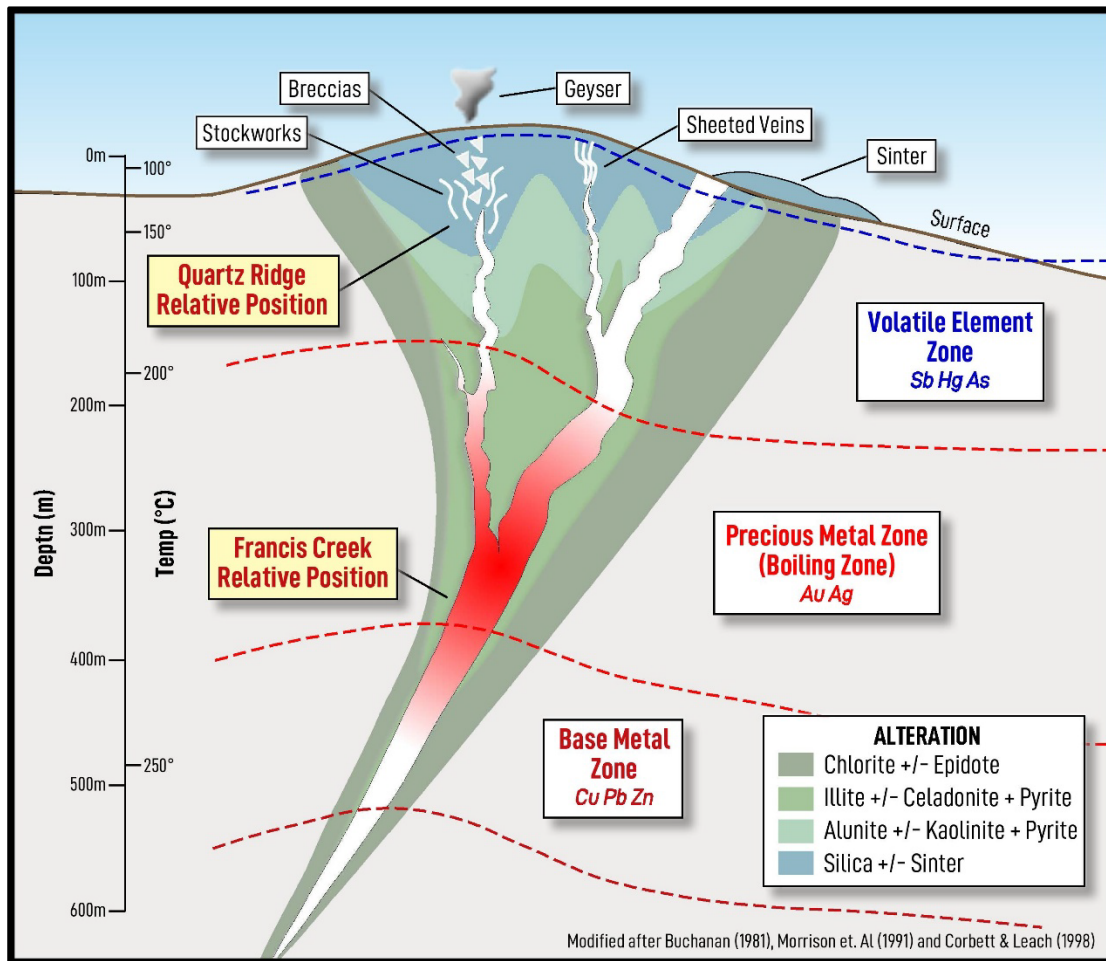 Breccias
Geyser
Stockworks
Sheeted Veins
Sinter
0m
100°
150°
100m
200°
200m
300m
400m
250°
500m
600m
Deptn (m)
Temp (°C)
Surface
Quartz Ridge
Relative Position
Francis Creek
Relative Position
Volatile Element
Zone
Sb Hg As
Precious Metal Zone
(Boiling Zone)
Au Ag
Base Metal
Zone
Cu Pb Zn
ALTERATION
Chlorite +/- Epidote
Illite +/- Celadonite + Pyrite
Alunite +/- Kaolinite + Pyrite
Silica +/- Sinter
Modified after Buchanan (1981), Morrison et. Al (1991) and Corbett & Leach (1998)